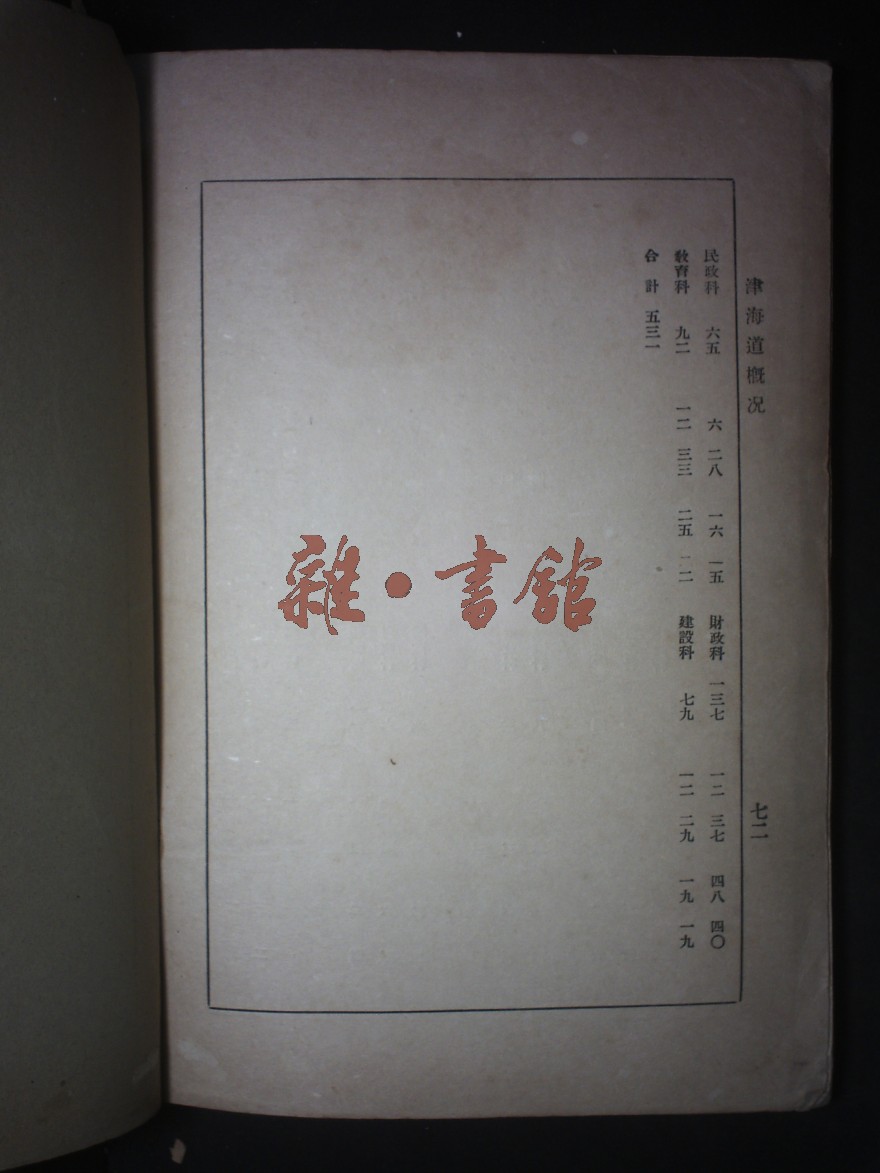 津海道概况
七二
民政科 六五 六 二八 一六 一五 財政科 一三七 一二 三七 四八 四〇
教育科 九二 一二 三三 二五 二二 建設科 七九 一二 二九 一九 一九
合計 五三一
雜·書館